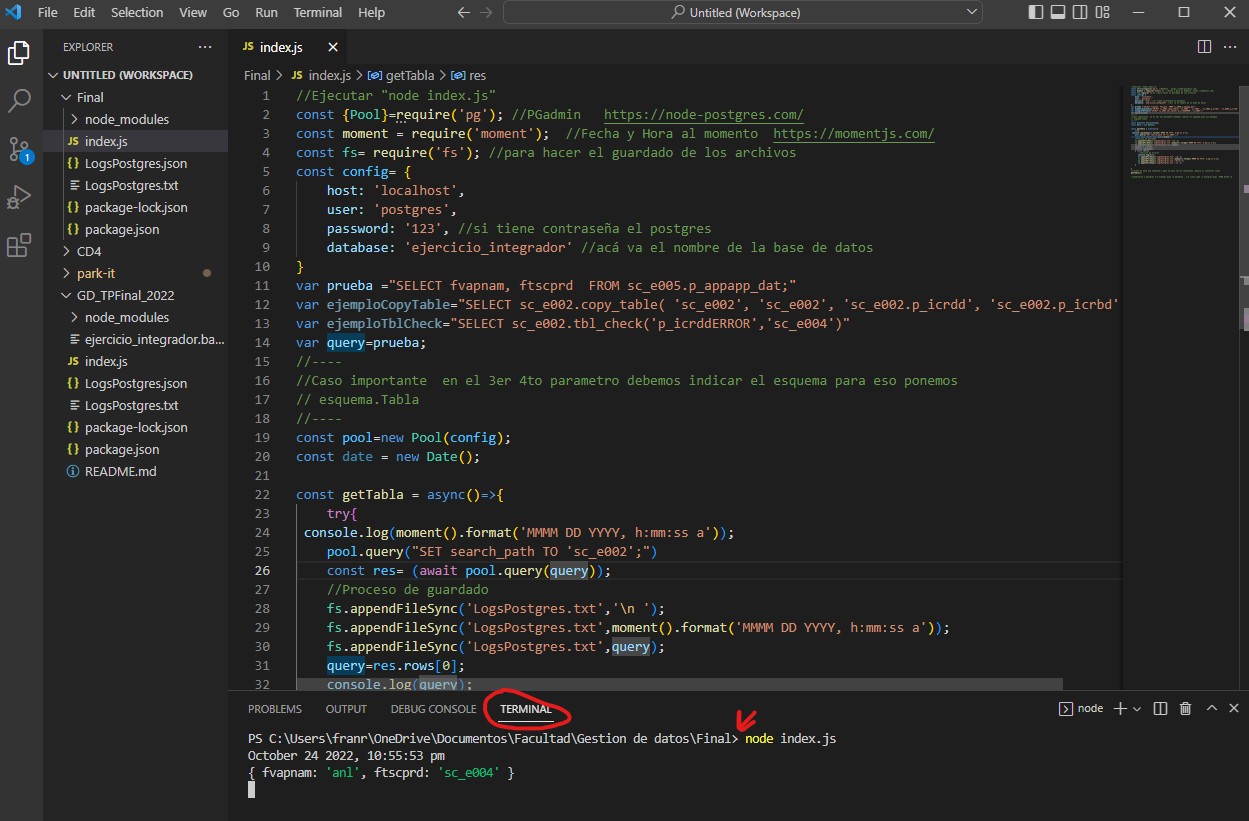 File Edit Selection View Go Run Terminal Help Untitled (Workspace)
EXPLORER
UNTITLED (WORKSPACE)
Final
node_modules
JS index.js
{} LogsPostgres.json
LogsPostgres.txt
{} package-lock.json
{} package.json
CD4
park-it
GD_TPFinal_2022
node_modules
ejercicio_integrador.ba...
JS index.js
{} LogsPostgres.json
LogsPostgres.txt
{} package-lock.json
{} package.json
README.md
1
JS index.js
Final > JS index.js > getTabla > res
1 //Ejecutar "node index.js"
2 const {Pool}=require('pg'); //PGadmin https://node-postgres.com/
3 const moment = require('moment'); //Fecha y Hora al momento https://momentjs.com/
4 const fs= require('fs'); //para hacer el guardado de los archivos
5 const config= {
6 host: 'localhost',
7 user: 'postgres',
8 password: '123', //si tiene contraseña el postgres
9 database: 'ejercicio_integrador' //acá va el nombre de la base de datos
10 }
11 var prueba ="SELECT fvapnam, ftscprd  FROM sc_e005.p_appapp_dat;"
12 var ejemploCopyTable="SELECT sc_e002.copy_table( 'sc_e002', 'sc_e002', 'sc_e002.p_icrdd', 'sc_e002.p_icrbd'
13 var ejemploTblCheck="SELECT sc_e002.tbl_check('p_icrddERROR','sc_e004')"
14 var query=prueba;
15 //----
16 //Caso importante  en el 3er 4to parametro debemos indicar el esquema para eso ponemos
17 // esquema.Tabla
18 //----
19 const pool=new Pool(config);
20 const date = new Date();
21
22 const getTabla = async()=>{
23 try{
24 console.log(moment().format('MMMM DD YYYY, h:mm:ss a'));
25 pool.query("SET search_path TO 'sc_e002';")
26 const res= (await pool.query(query));
27 //Proceso de guardado
28 fs.appendFileSync('LogsPostgres.txt','\n ');
29 fs.appendFileSync('LogsPostgres.txt',moment().format('MMMM DD YYYY, h:mm:ss a'));
30 fs.appendFileSync('LogsPostgres.txt',query);
31 query=res.rows[0];
32 console.log(query);
PROBLEMS OUTPUT DEBUG CONSOLE TERMINAL node
PS C:\Users\franr\OneDrive\Documentos\Facultad\Gestion de datos\Final> node index.js
October 24 2022, 10:55:53 pm
{ fvapnam: 'anl', ftscprd: 'sc_e004' }